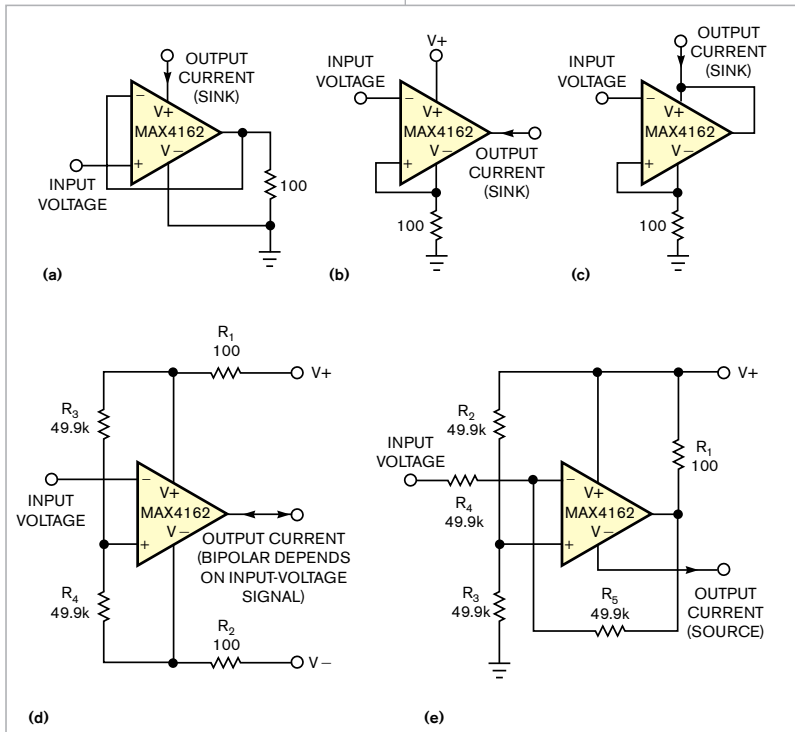 OUTPUT
CURRENT
(SINK)
−
V+
MAX4162
V−
+
INPUT
VOLTAGE
100
(a)
V+
INPUT
VOLTAGE
−
V+
MAX4162
V−
+
OUTPUT
CURRENT
(SINK)
100
(b)
OUTPUT
CURRENT
(SINK)
INPUT
VOLTAGE
−
V+
MAX4162
V−
+
100
(c)
R1
100
V+
R3
49.9k
INPUT
VOLTAGE
−
V+
MAX4162
V−
+
OUTPUT CURRENT
(BIPOLAR DEPENDS
ON INPUT-VOLTAGE
SIGNAL)
R4
49.9k
R2
100
V−
(d)
V+
R2
49.9k
R1
100
INPUT
VOLTAGE
R4
49.9k
−
V+
MAX4162
V−
+
R3
49.9k
R5
49.9k
OUTPUT
CURRENT
(SOURCE)
(e)